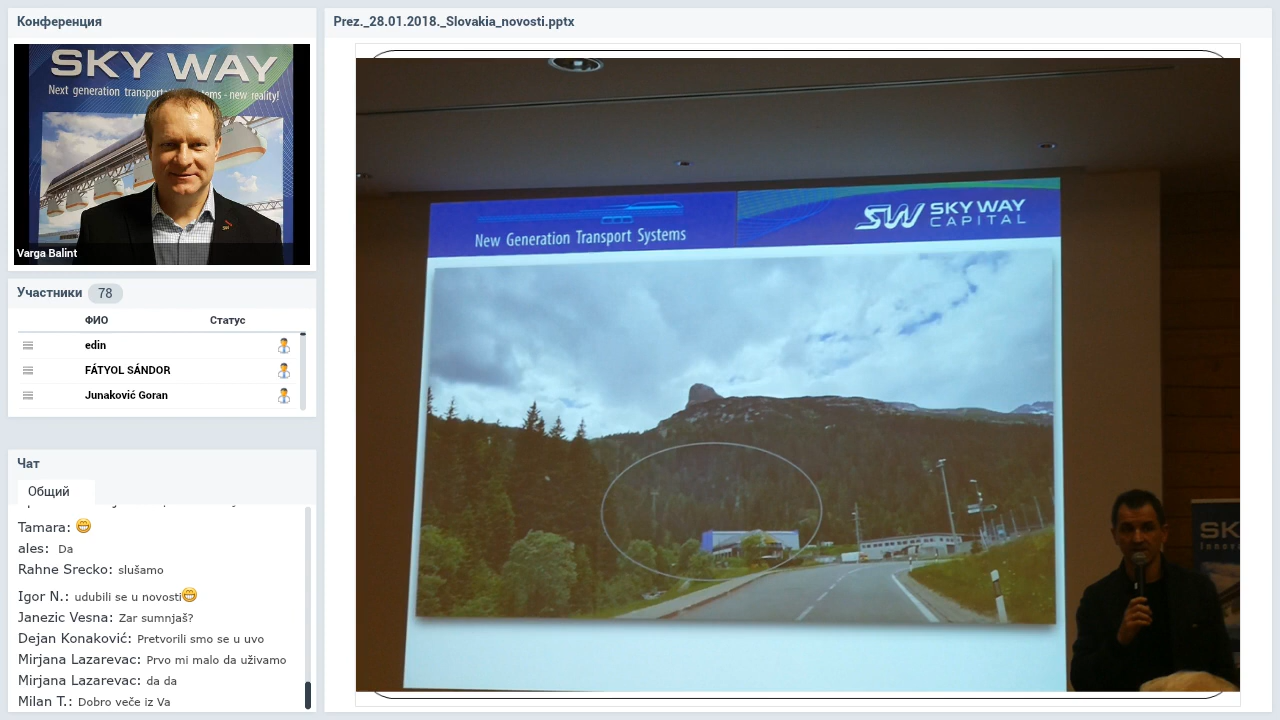 Конференция
SKY WAY
Next generation transport
ems - new reality!
Varga Balint
Участники 78
ФИО Статус
edin
FÁTYOL SÁNDOR
Junaković Goran
Чат
Общий
Tamara:
ales: Da
Rahne Srecko: slušamo
Igor N.: udubili se u novosti
Janezic Vesna: Zar sumnjaš?
Dejan Konaković: Pretvorili smo se u uvo
Mirjana Lazarevac: Prvo mi malo da uživamo
Mirjana Lazarevac: da da
Milan T.: Dobro veče iz Va
Prez._28.01.2018._Slovakia_novosti.pptx
New Generation Transport Systems
SW SKY WAY
CAPITAL
SK
Innova